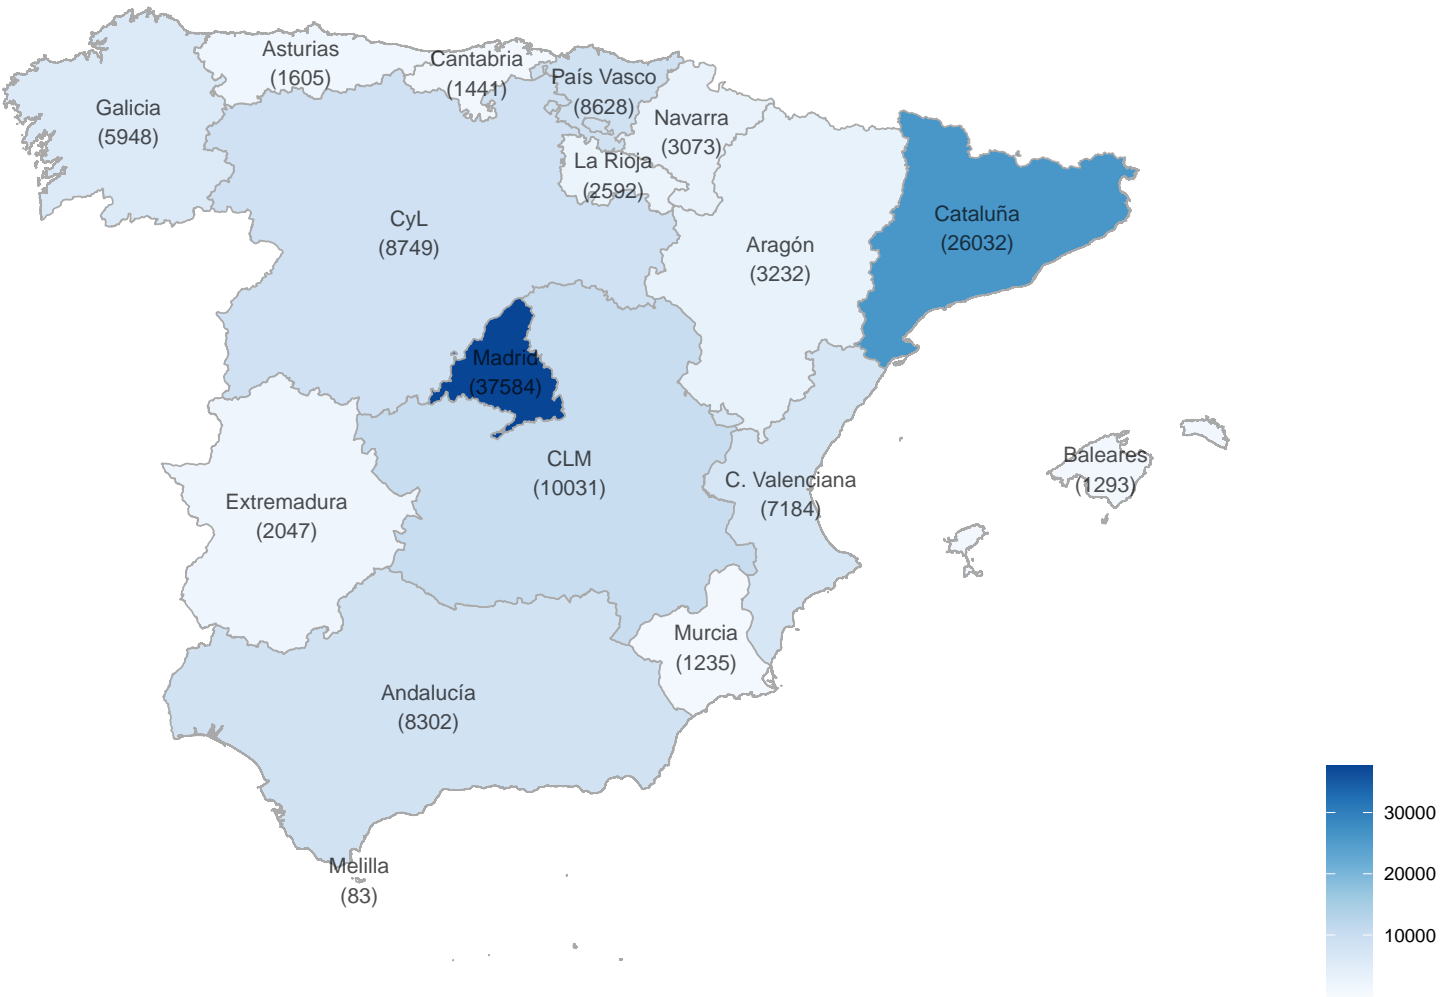 Asturias
(1605)
Cantabria
(1441)
País Vasco
(8628)
Galicia
(5948)
Navarra
(3073)
La Rioja
(2592)
CyL
(8749)
Aragón
(3232)
Cataluña
(26032)
Madrid
(37584)
CLM
(10031)
C. Valenciana
(7184)
Baleares
(1293)
Extremadura
(2047)
Murcia
(1235)
Andalucía
(8302)
Melilla
(83)
30000
20000
10000